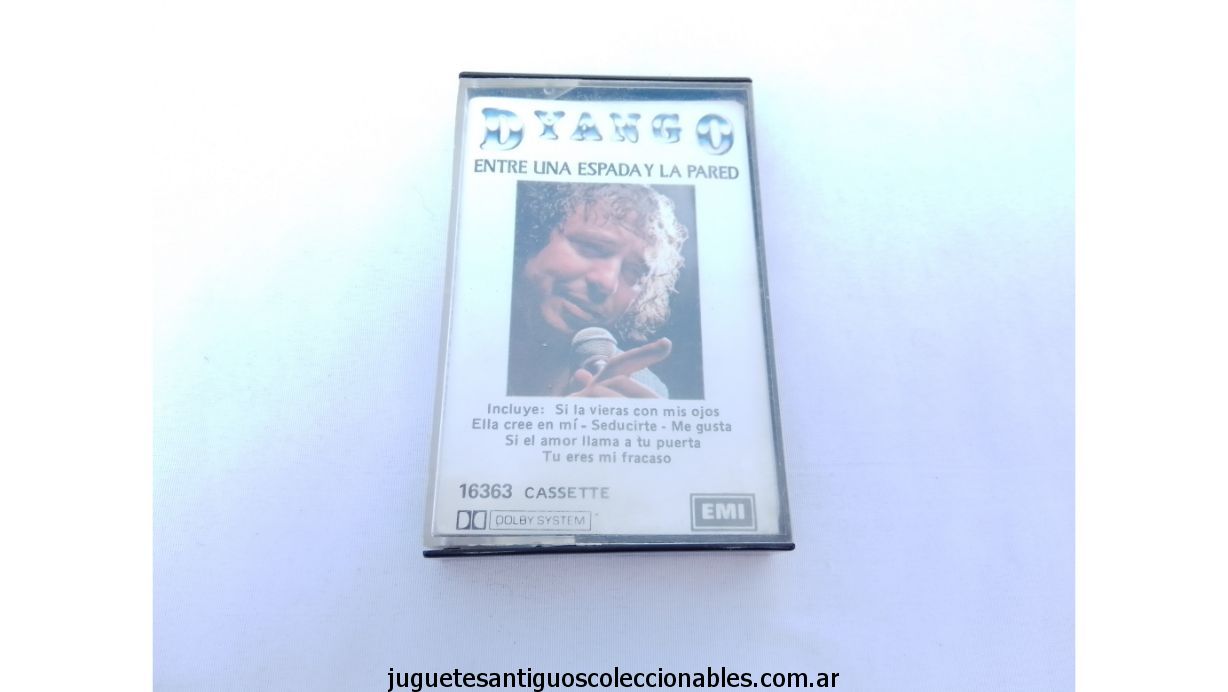 DYANGO
ENTRE UNA ESPADA Y LA PARED
Incluye: Si la vieras con mis ojos
Ella cree en mí - Seducirte - Me gusta
Si el amor llama a tu puerta
Tu eres mi fracaso
16363 CASSETTE
DOLBY SYSTEM
EMI
juguetesantiguoscoleccionables.com.ar